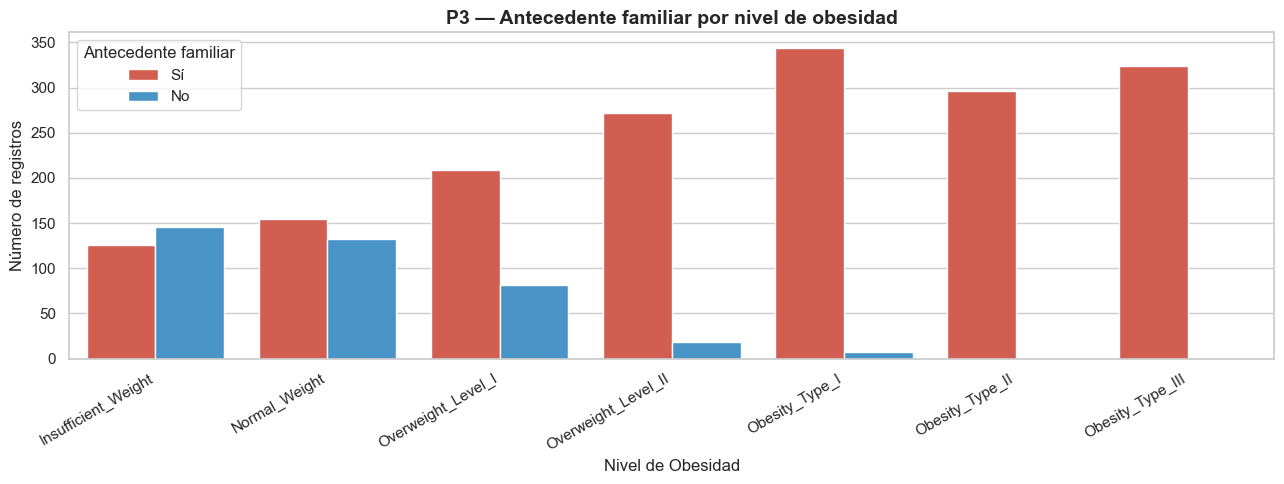 P3 — Antecedente familiar por nivel de obesidad
Antecedente familiar
Sí
No
Número de registros
350
300
250
200
150
100
50
0
Insufficient_Weight
Normal_Weight
Overweight_Level_I
Overweight_Level_II
Obesity_Type_I
Obesity_Type_II
Obesity_Type_III
Nivel de Obesidad